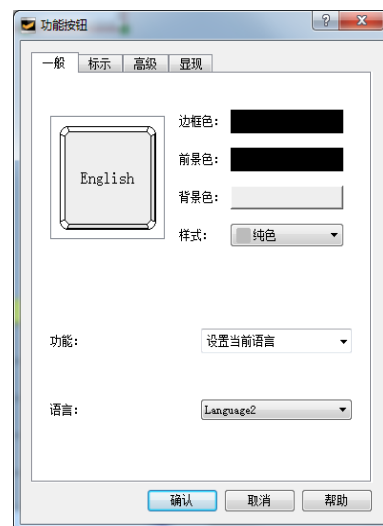 功能按钮
一般 标示 高级 显现
边框色:
前景色:
English
背景色:
样式: 纯色
功能: 设置当前语言
语言: Language2
确认 取消 帮助